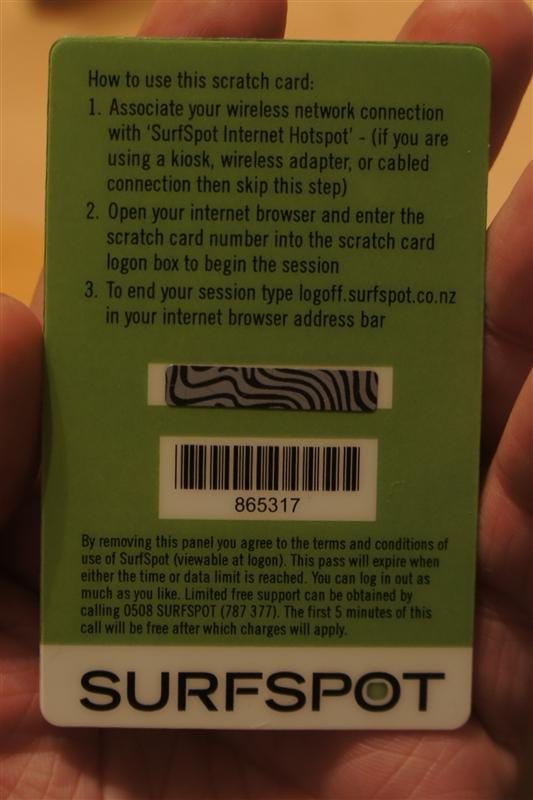 How to use this scratch card:
1. Associate your wireless network connection
with 'SurfSpot Internet Hotspot' - (if you are
using a kiosk, wireless adapter, or cabled
connection then skip this step)
2. Open your internet browser and enter the
scratch card number into the scratch card
logon box to begin the session
3. To end your session type logoff.surfspot.co.nz
in your internet browser address bar
865317
By removing this panel you agree to the terms and conditions of
use of SurfSpot (viewable at logon). This pass will expire when
either the time or data limit is reached. You can log in out as
much as you like. Limited free support can be obtained by
calling 0508 SURFSPOT (787 377). The first 5 minutes of this
call will be free after which charges will apply.
SURFSPOT